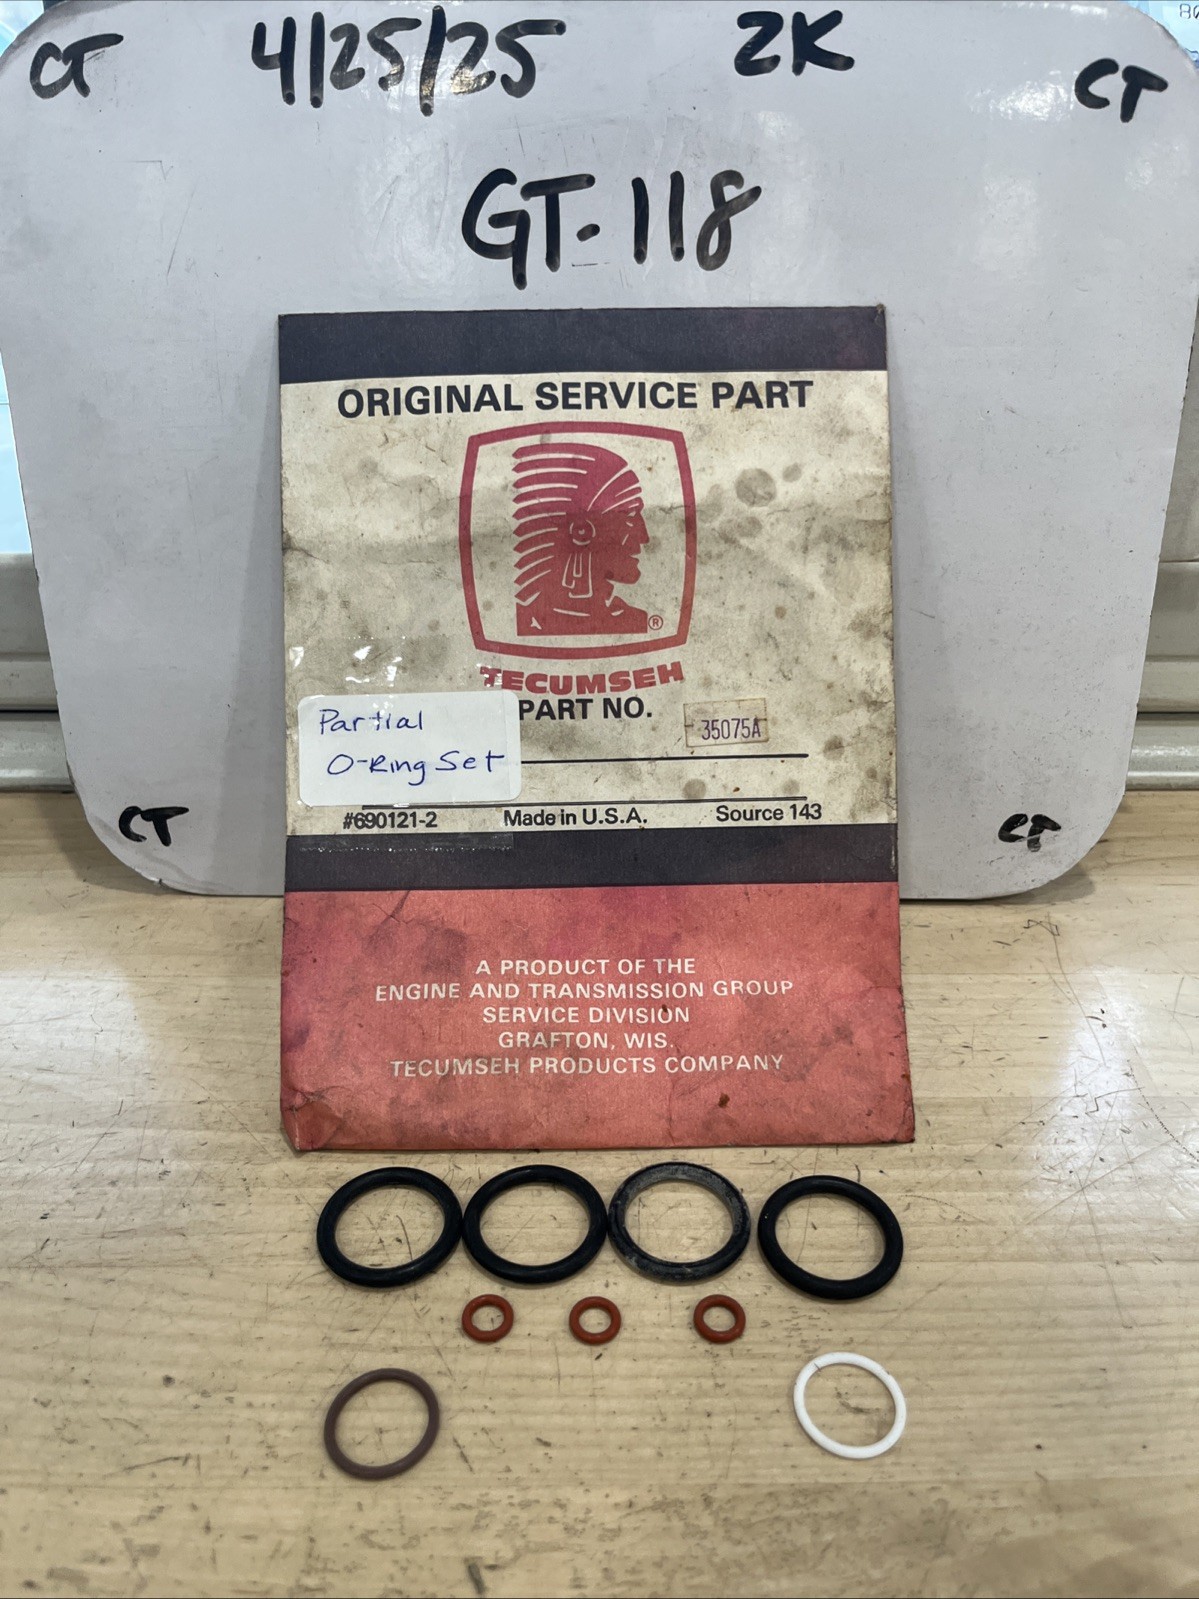 CT 4/25/25 2K CT
GT-118
ORIGINAL SERVICE PART
®
TECUMSEH
PART NO.
35075A
Partial
O-Ring Set
#690121-2 Made in U.S.A. Source 143
CT CT
A PRODUCT OF THE
ENGINE AND TRANSMISSION GROUP
SERVICE DIVISION
GRAFTON, WIS.
TECUMSEH PRODUCTS COMPANY